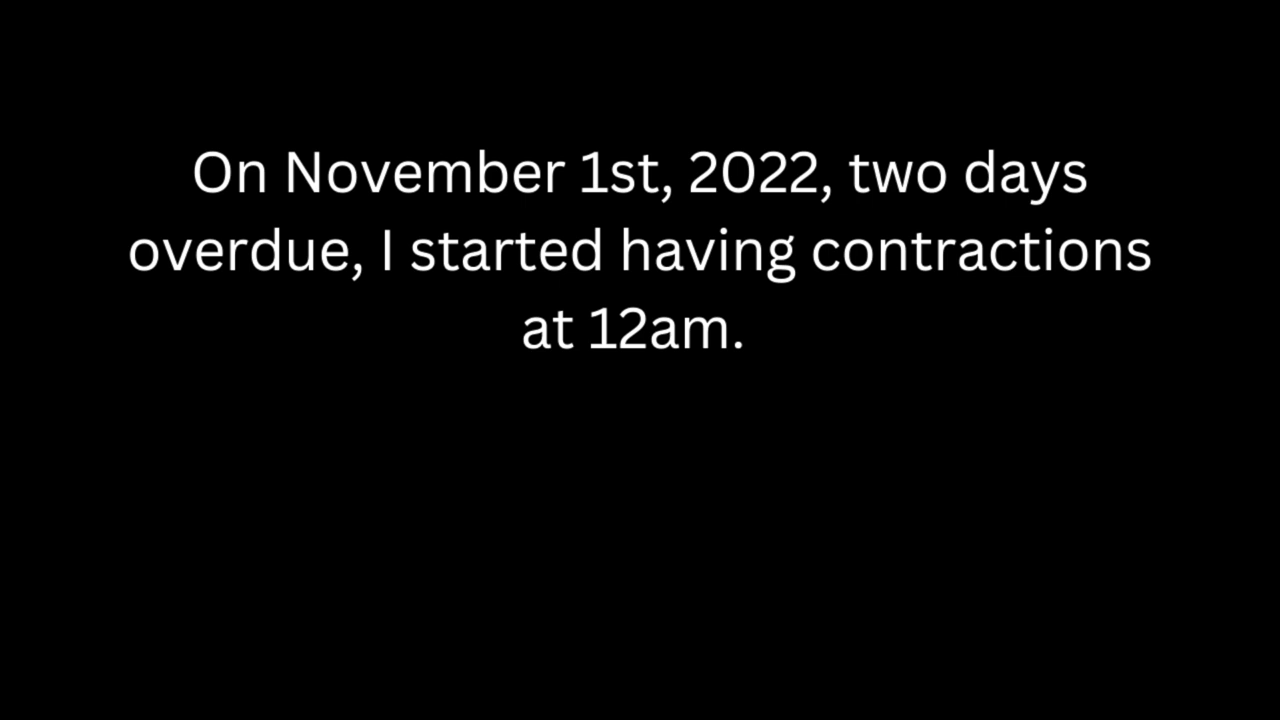 On November 1st, 2022, two days
overdue, I started having contractions
at 12am.